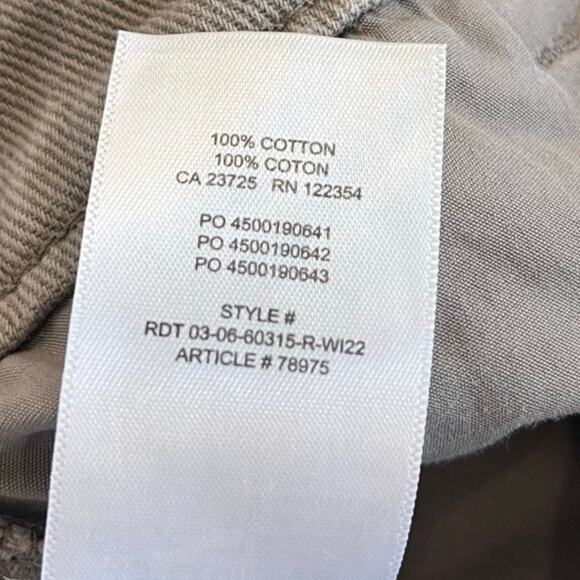 100% COTTON
100% COTON
CA 23725 RN 122354
PO 4500190641
PO 4500190642
PO 4500190643
STYLE #
RDT 03-06-60315-R-WI22
ARTICLE # 78975